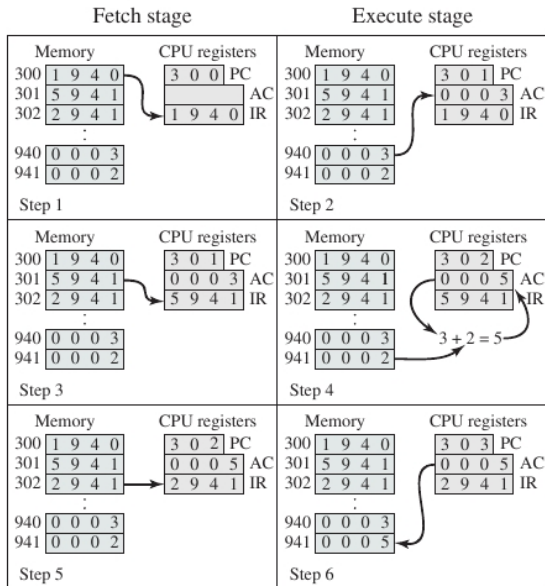 Fetch stage
Execute stage
Memory
CPU registers
300 1 9 4 0
3 0 0 PC
301 5 9 4 1
AC
302 2 9 4 1
1 9 4 0 IR
:
940 0 0 0 3
941 0 0 0 2
Step 1
Memory
CPU registers
300 1 9 4 0
3 0 1 PC
301 5 9 4 1
0 0 0 3 AC
302 2 9 4 1
1 9 4 0 IR
:
940 0 0 0 3
941 0 0 0 2
Step 2
Memory
CPU registers
300 1 9 4 0
3 0 1 PC
301 5 9 4 1
0 0 0 3 AC
302 2 9 4 1
5 9 4 1 IR
:
940 0 0 0 3
941 0 0 0 2
Step 3
Memory
CPU registers
300 1 9 4 0
3 0 2 PC
301 5 9 4 1
0 0 0 5 AC
302 2 9 4 1
5 9 4 1 IR
:
940 0 0 0 3
3 + 2 = 5
941 0 0 0 2
Step 4
Memory
CPU registers
300 1 9 4 0
3 0 2 PC
301 5 9 4 1
0 0 0 5 AC
302 2 9 4 1
2 9 4 1 IR
:
940 0 0 0 3
941 0 0 0 2
Step 5
Memory
CPU registers
300 1 9 4 0
3 0 3 PC
301 5 9 4 1
0 0 0 5 AC
302 2 9 4 1
2 9 4 1 IR
:
940 0 0 0 3
941 0 0 0 5
Step 6